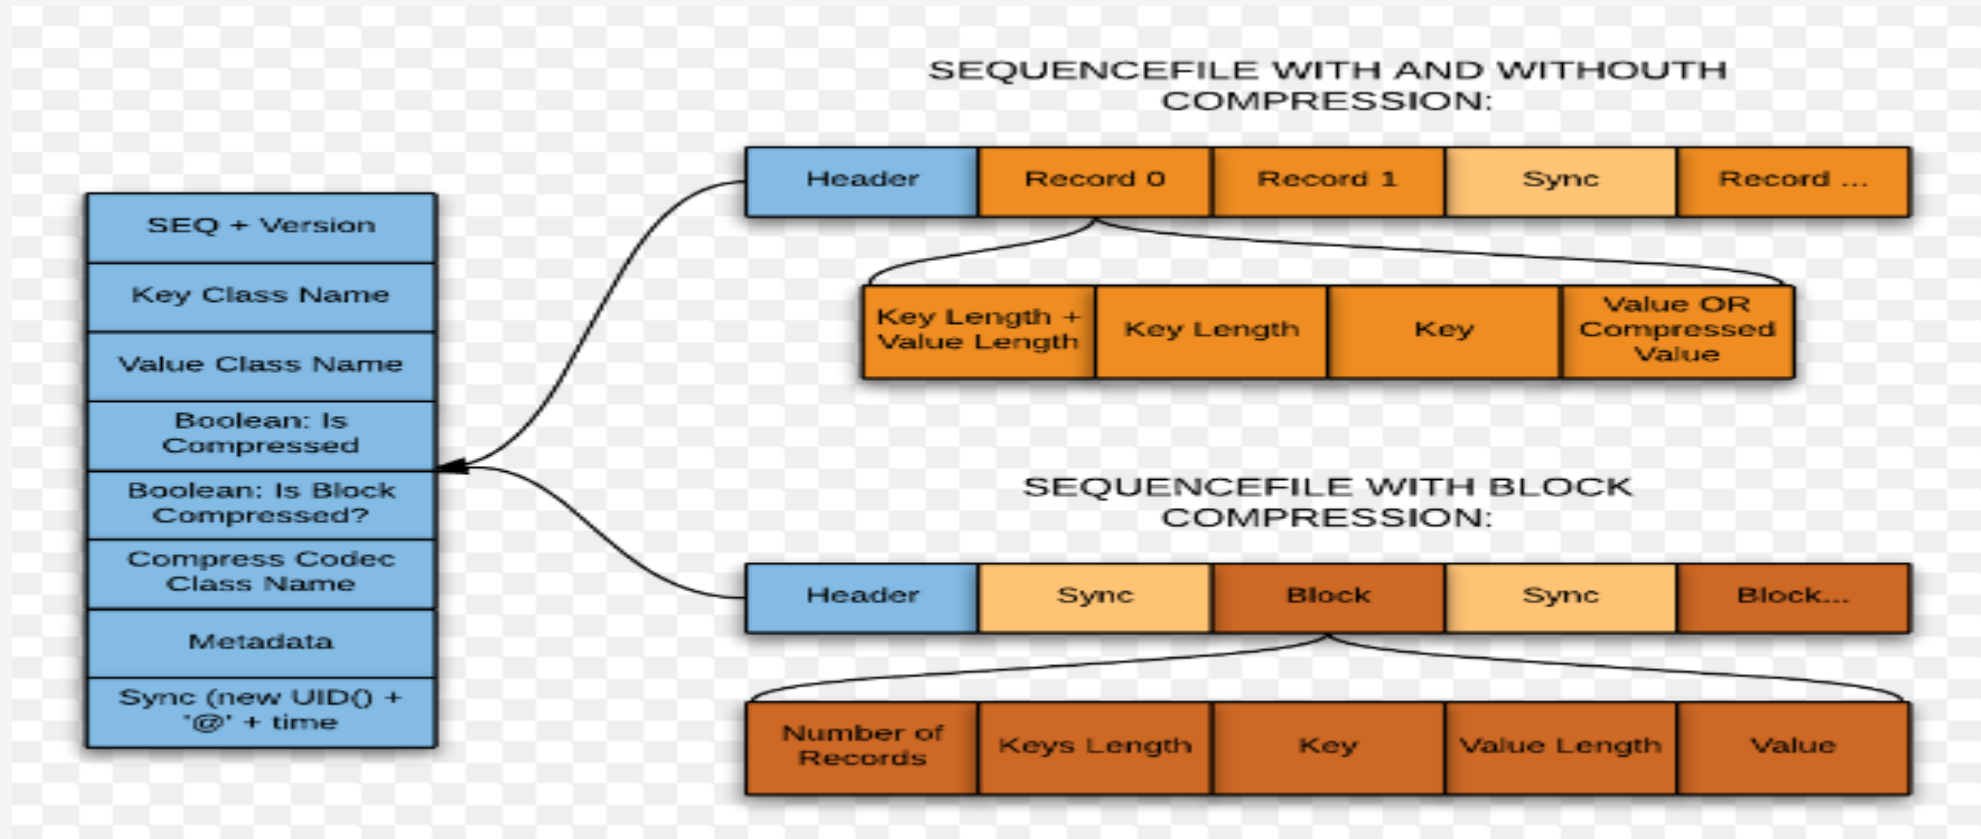 SEQUENCEFILE WITH AND WITHOUTH
COMPRESSION:
Header
Record 0
Record 1
Sync
Record ...
Key Length +
Value Length
Key Length
Key
Value OR
Compressed
Value
SEQ + Version
Key Class Name
Value Class Name
Boolean: Is
Compressed
Boolean: Is Block
Compressed?
Compress Codec
Class Name
Metadata
Sync (new UID() +
'@' + time
SEQUENCEFILE WITH BLOCK
COMPRESSION:
Header
Sync
Block
Sync
Block...
Number of
Records
Keys Length
Key
Value Length
Value